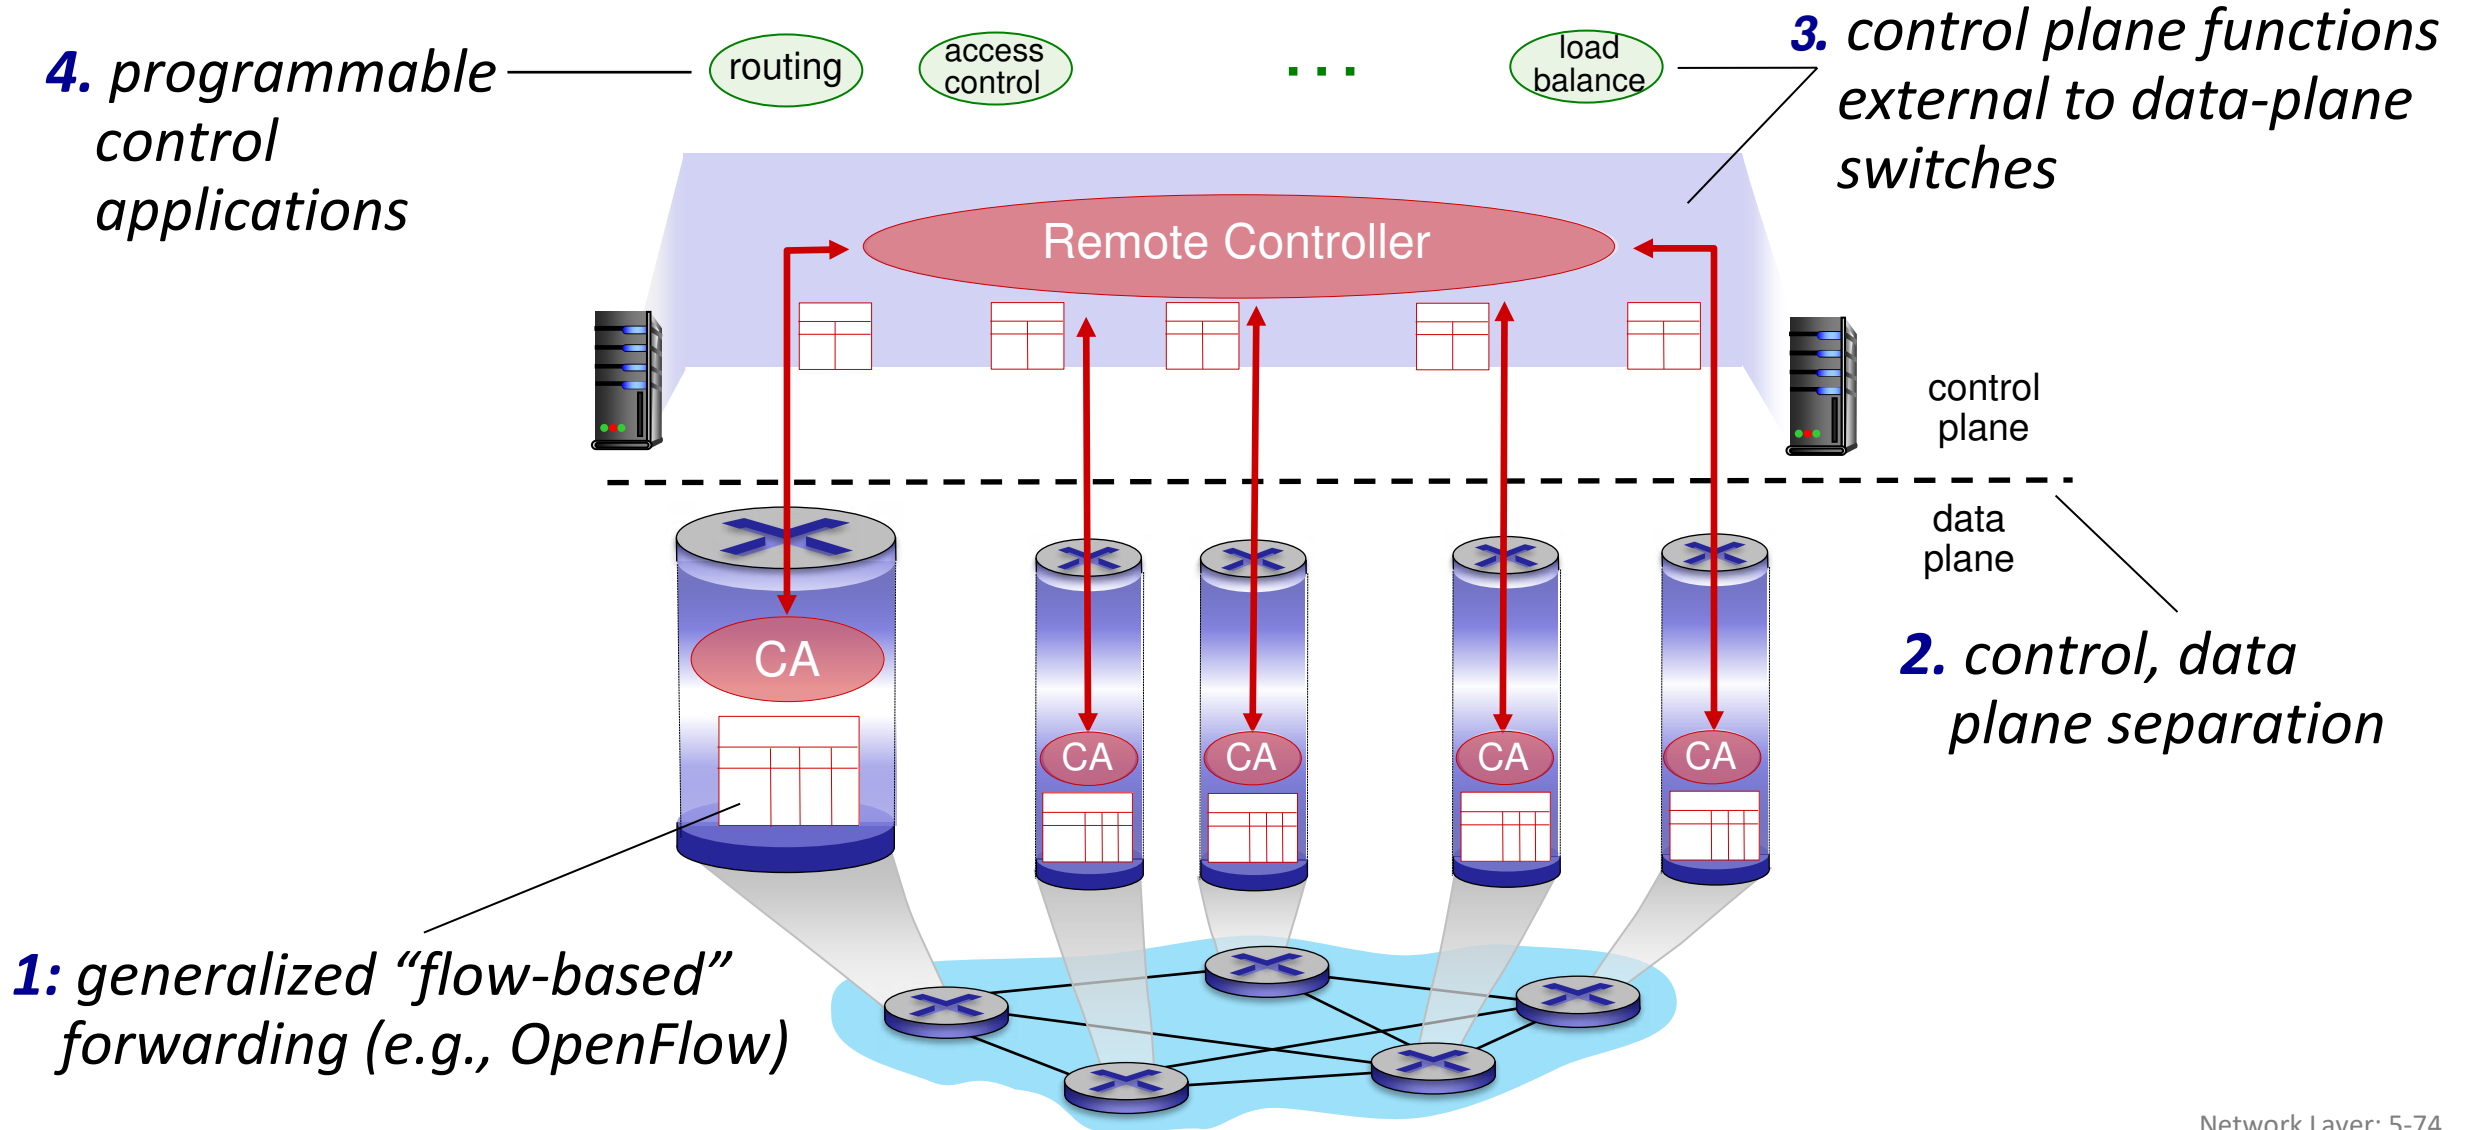 4. programmable
control
applications
routing
access
control
...
load
balance
3. control plane functions
external to data-plane
switches
Remote Controller
control
plane
data
plane
CA
CA
CA
CA
CA
2. control, data
plane separation
1: generalized “flow-based”
forwarding (e.g., OpenFlow)
Network Layer: 5-74